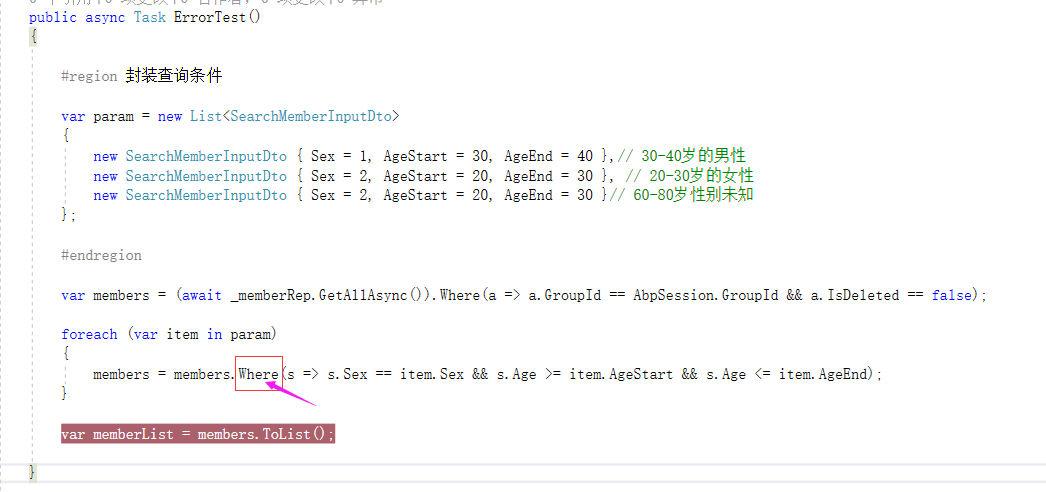 public async Task ErrorTest()
{
#region 封装查询条件
var param = new List<SearchMemberInputDto>
{
new SearchMemberInputDto { Sex = 1, AgeStart = 30, AgeEnd = 40 },// 30-40岁的男性
new SearchMemberInputDto { Sex = 2, AgeStart = 20, AgeEnd = 30 }, // 20-30岁的女性
new SearchMemberInputDto { Sex = 2, AgeStart = 20, AgeEnd = 30 }// 60-80岁性别未知
};
#endregion
var members = (await _memberRep.GetAllAsync()).Where(a => a.GroupId == AbpSession.GroupId && a.IsDeleted == false);
foreach (var item in param)
{
members = members.Where(s => s.Sex == item.Sex && s.Age >= item.AgeStart && s.Age <= item.AgeEnd);
}
var memberList = members.ToList();
}